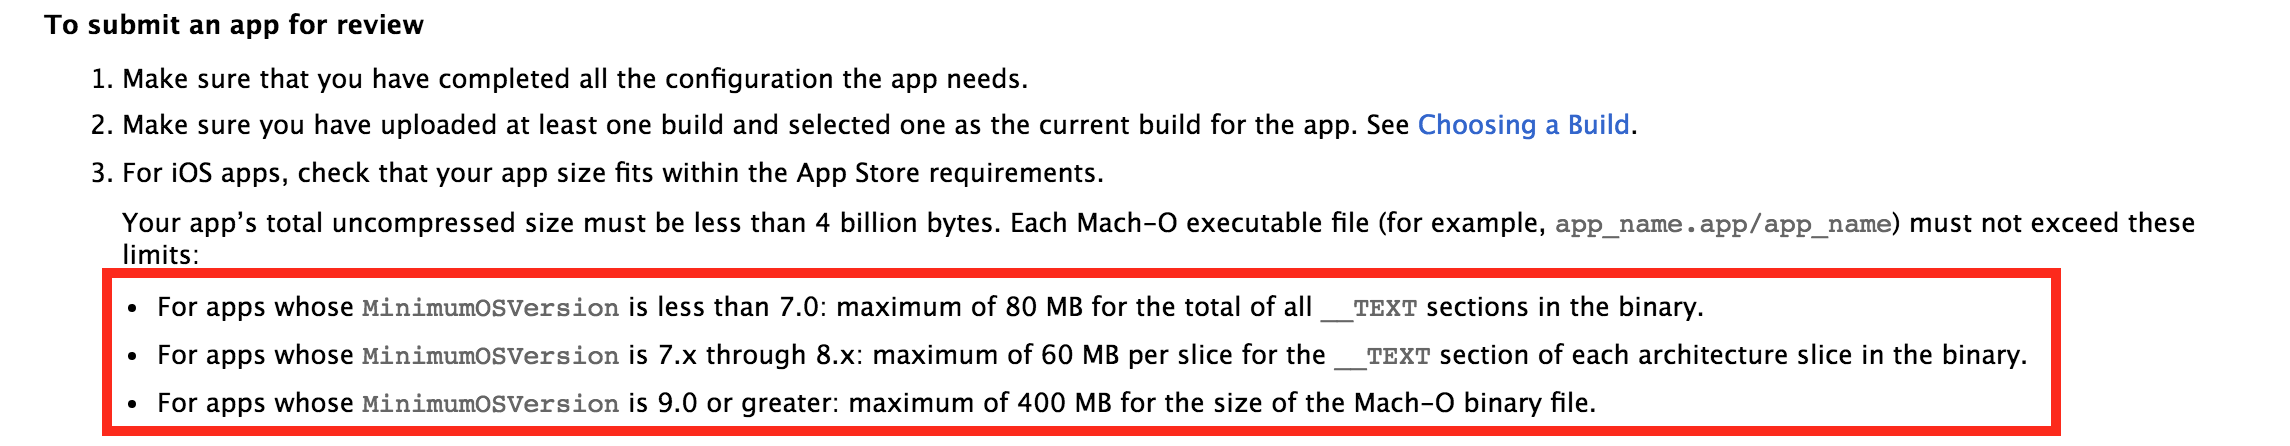 To submit an app for review
1. Make sure that you have completed all the configuration the app needs.
2. Make sure you have uploaded at least one build and selected one as the current build for the app. See Choosing a Build.
3. For iOS apps, check that your app size fits within the App Store requirements.
Your app’s total uncompressed size must be less than 4 billion bytes. Each Mach-O executable file (for example, app_name.app/app_name) must not exceed these
limits:
• For apps whose MinimumOSVersion is less than 7.0: maximum of 80 MB for the total of all __TEXT sections in the binary.
• For apps whose MinimumOSVersion is 7.x through 8.x: maximum of 60 MB per slice for the __TEXT section of each architecture slice in the binary.
• For apps whose MinimumOSVersion is 9.0 or greater: maximum of 400 MB for the size of the Mach-O binary file.